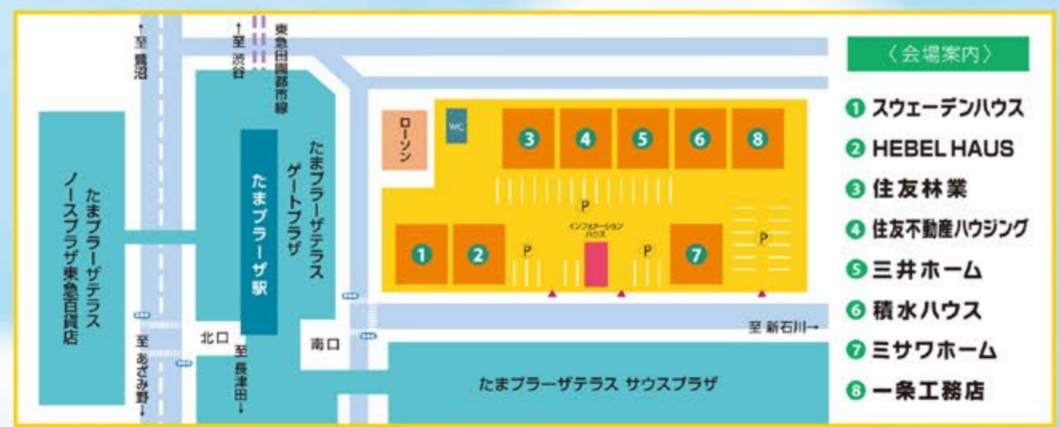 ←至 鷺沼
←至 渋谷
東急田園都市線
たまプラーザテラス
ノースプラザ東急百貨店
たまプラーザ駅
たまプラーザテラス
ゲートプラザ
北口
南口
至 あざみ野→
至 長津田→
ローソン
WC
3
4
5
6
8
P
インフォメーション
ハウス
1
2
P
P
7
P
至 新石川→
たまプラーザテラス サウスプラザ
〈会場案内〉
1 スウェーデンハウス
2 HEBEL HAUS
3 住友林業
4 住友不動産ハウジング
5 三井ホーム
6 積水ハウス
7 ミサワホーム
8 一条工務店